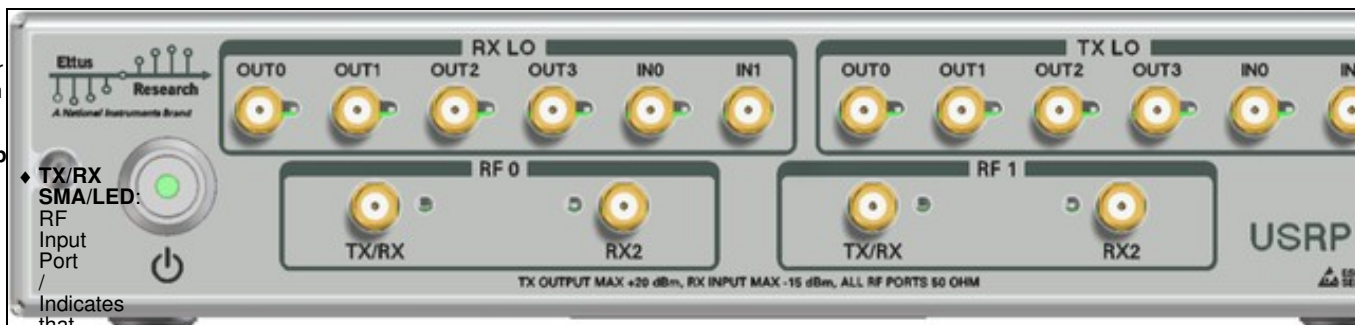 Ettus
Research
A National Instruments Brand
RX LO
OUT0 OUT1 OUT2 OUT3 IN0 IN1
TX LO
OUT0 OUT1 OUT2 OUT3 IN0
RF 0
TX/RX RX2
RF 1
TX/RX RX2
USRP
TX OUTPUT MAX +20 dBm, RX INPUT MAX -15 dBm, ALL RF PORTS 50 OHM
♦ TX/RX
SMA/LED:
RF
Input
Port
/
Indicates
that